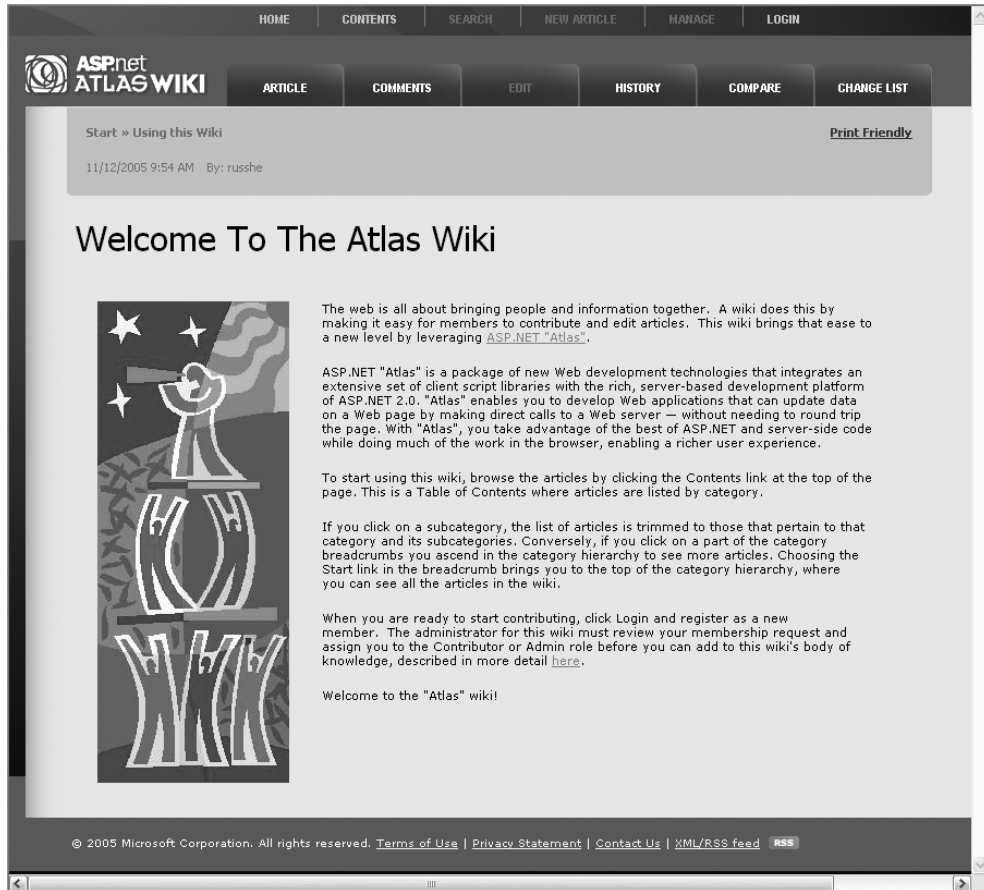 HOME CONTENTS SEARCH NEW ARTICLE MANAGE LOGIN
ASP.net
ATLAS WIKI
ARTICLE COMMENTS EDIT HISTORY COMPARE CHANGE LIST
Start » Using this Wiki
Print Friendly
11/12/2005 9:54 AM By: russhe
Welcome To The Atlas Wiki
The web is all about bringing people and information together. A wiki does this by
making it easy for members to contribute and edit articles. This wiki brings that ease to
a new level by leveraging ASP.NET "Atlas".
ASP.NET "Atlas" is a package of new Web development technologies that integrates an
extensive set of client script libraries with the rich, server-based development platform
of ASP.NET 2.0. "Atlas" enables you to develop Web applications that can update data
on a Web page by making direct calls to a Web server — without needing to round trip
the page. With "Atlas", you take advantage of the best of ASP.NET and server-side code
while doing much of the work in the browser, enabling a richer user experience.
To start using this wiki, browse the articles by clicking the Contents link at the top of the
page. This is a Table of Contents where articles are listed by category.
If you click on a subcategory, the list of articles is trimmed to those that pertain to that
category and its subcategories. Conversely, if you click on a part of the category
breadcrumbs you ascend in the category hierarchy to see more articles. Choosing the
Start link in the breadcrumb brings you to the top of the category hierarchy, where
you can see all the articles in the wiki.
When you are ready to start contributing, click Login and register as a new
member. The administrator for this wiki must review your membership request and
assign you to the Contributor or Admin role before you can add to this wiki's body of
knowledge, described in more detail here.
Welcome to the "Atlas" wiki!
© 2005 Microsoft Corporation. All rights reserved. Terms of Use | Privacy Statement | Contact Us | XML/RSS feed RSS